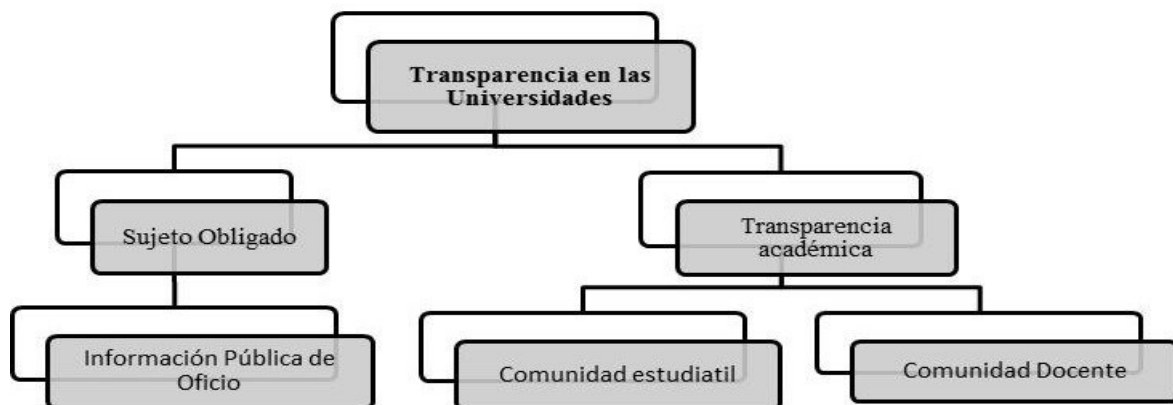 Transparencia en las
Universidades
Sujeto Obligado
Transparencia
académica
Información Pública de
Oficio
Comunidad estudiatil
Comunidad Docente